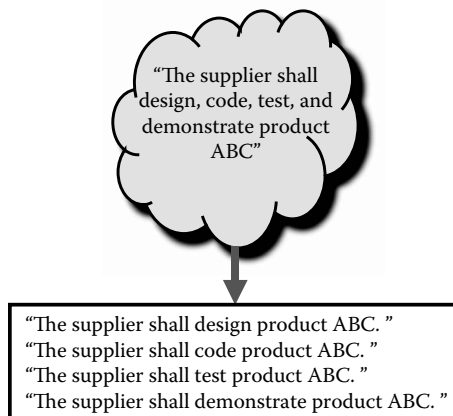 “The supplier shall
design, code, test, and
demonstrate product
ABC”
“The supplier shall design product ABC. ”
“The supplier shall code product ABC. ”
“The supplier shall test product ABC. ”
“The supplier shall demonstrate product ABC. ”